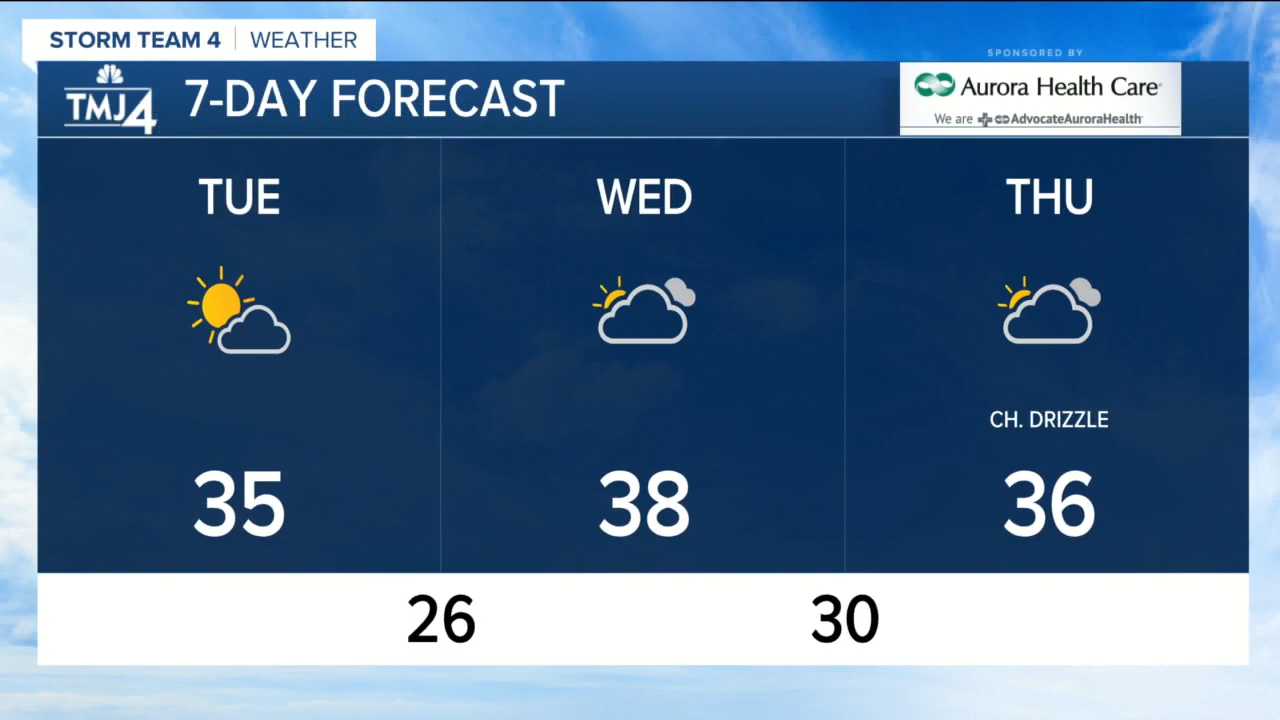 STORM TEAM 4 | WEATHER
SPONSORED BY
TMJ4
7-DAY FORECAST
Aurora Health Care
We are AdvocateAuroraHealth
TUE WED THU
CH. DRIZZLE
35 38 36
26 30